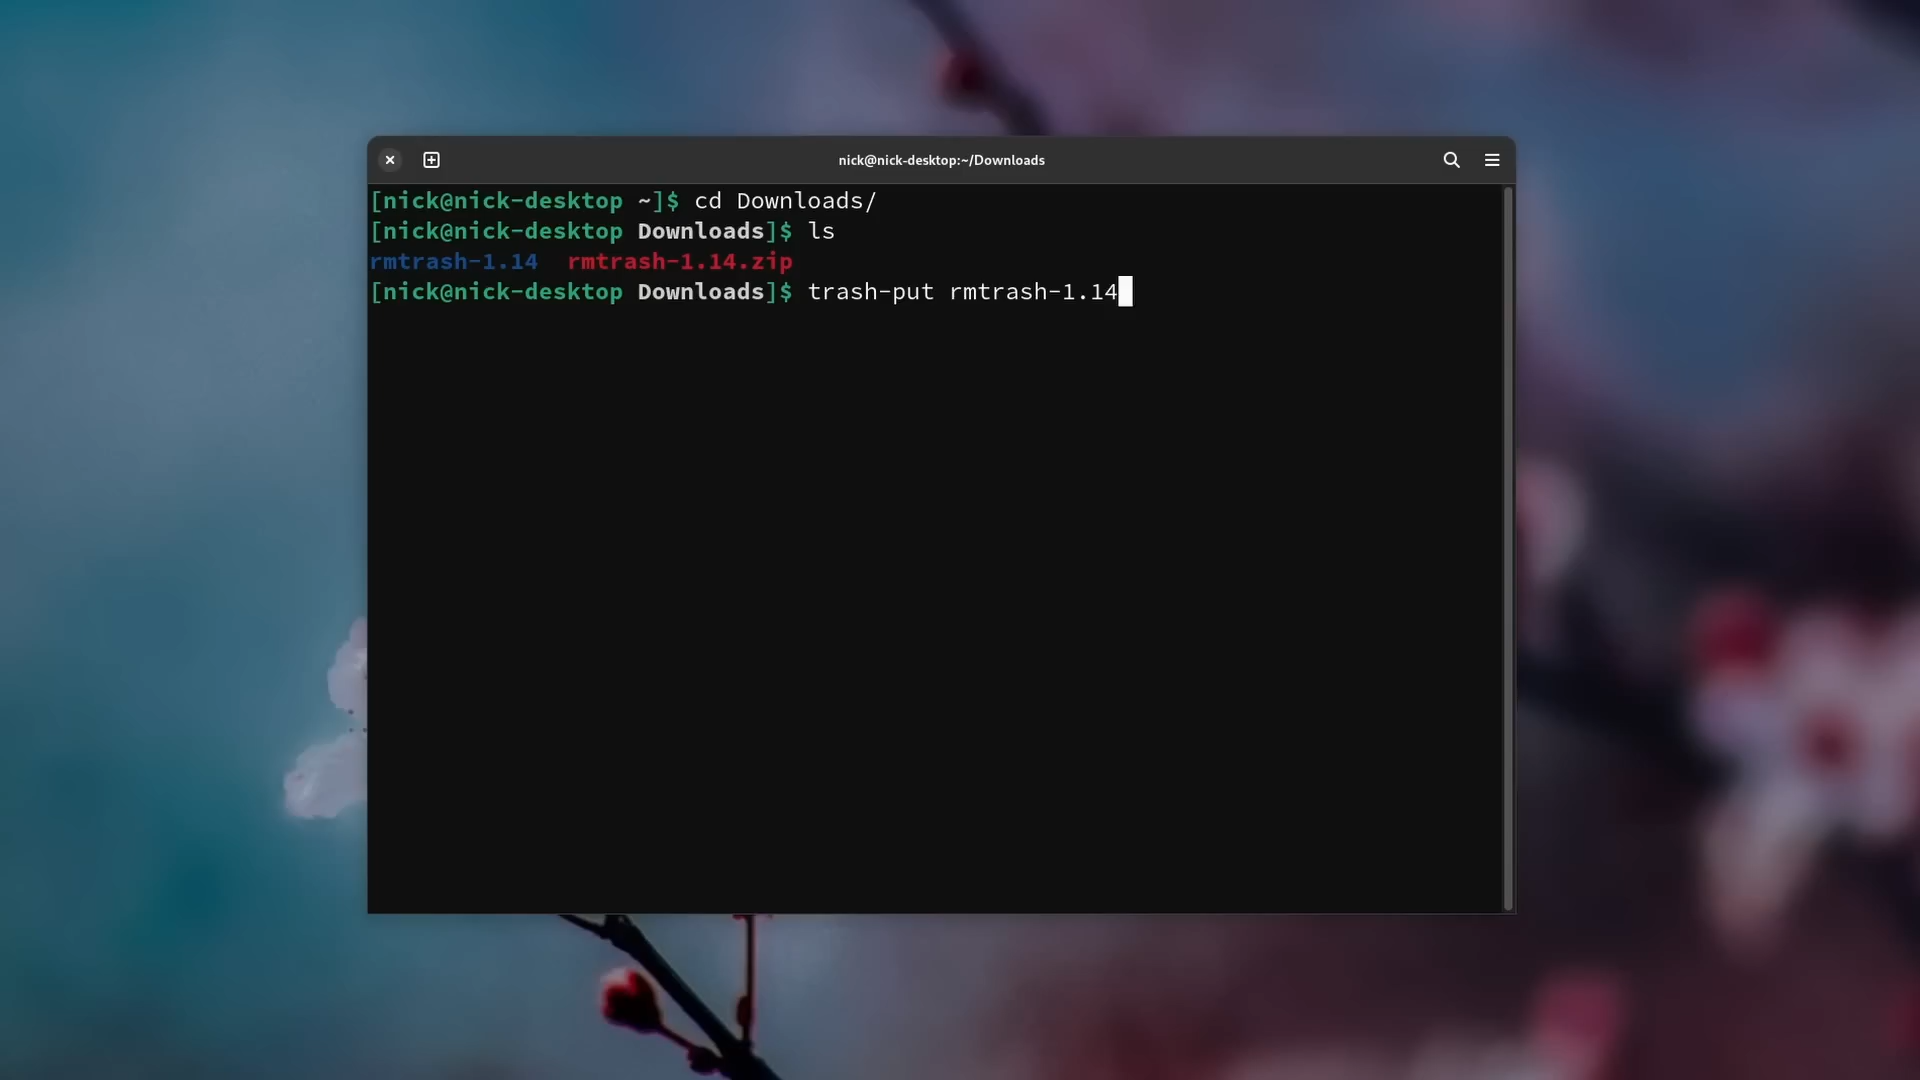 nick@nick-desktop:~/Downloads
[nick@nick-desktop ~]$ cd Downloads/
[nick@nick-desktop Downloads]$ ls
rmtrash-1.14  rmtrash-1.14.zip
[nick@nick-desktop Downloads]$ trash-put rmtrash-1.14